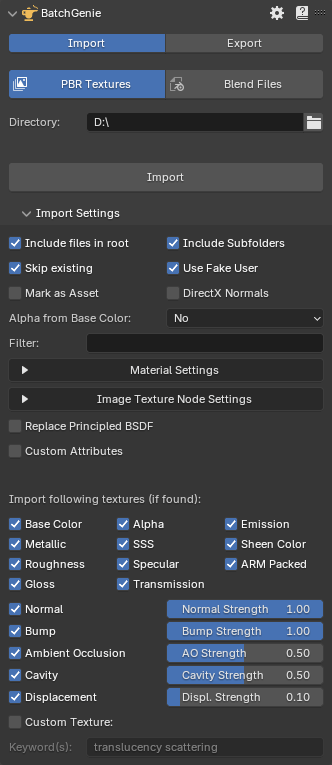 BatchGenie
Import Export
PBR Textures Blend Files
Directory: D:\
Import
Import Settings
Include files in root Include Subfolders
Skip existing Use Fake User
Mark as Asset DirectX Normals
Alpha from Base Color: No
Filter:
Material Settings
Image Texture Node Settings
Replace Principled BSDF
Custom Attributes
Import following textures (if found):
Base Color Alpha Emission
Metallic SSS Sheen Color
Roughness Specular ARM Packed
Gloss Transmission
Normal Normal Strength 1.00
Bump Bump Strength 1.00
Ambient Occlusion AO Strength 0.50
Cavity Cavity Strength 0.50
Displacement Displ. Strength 0.10
Custom Texture:
Keyword(s): translucency scattering